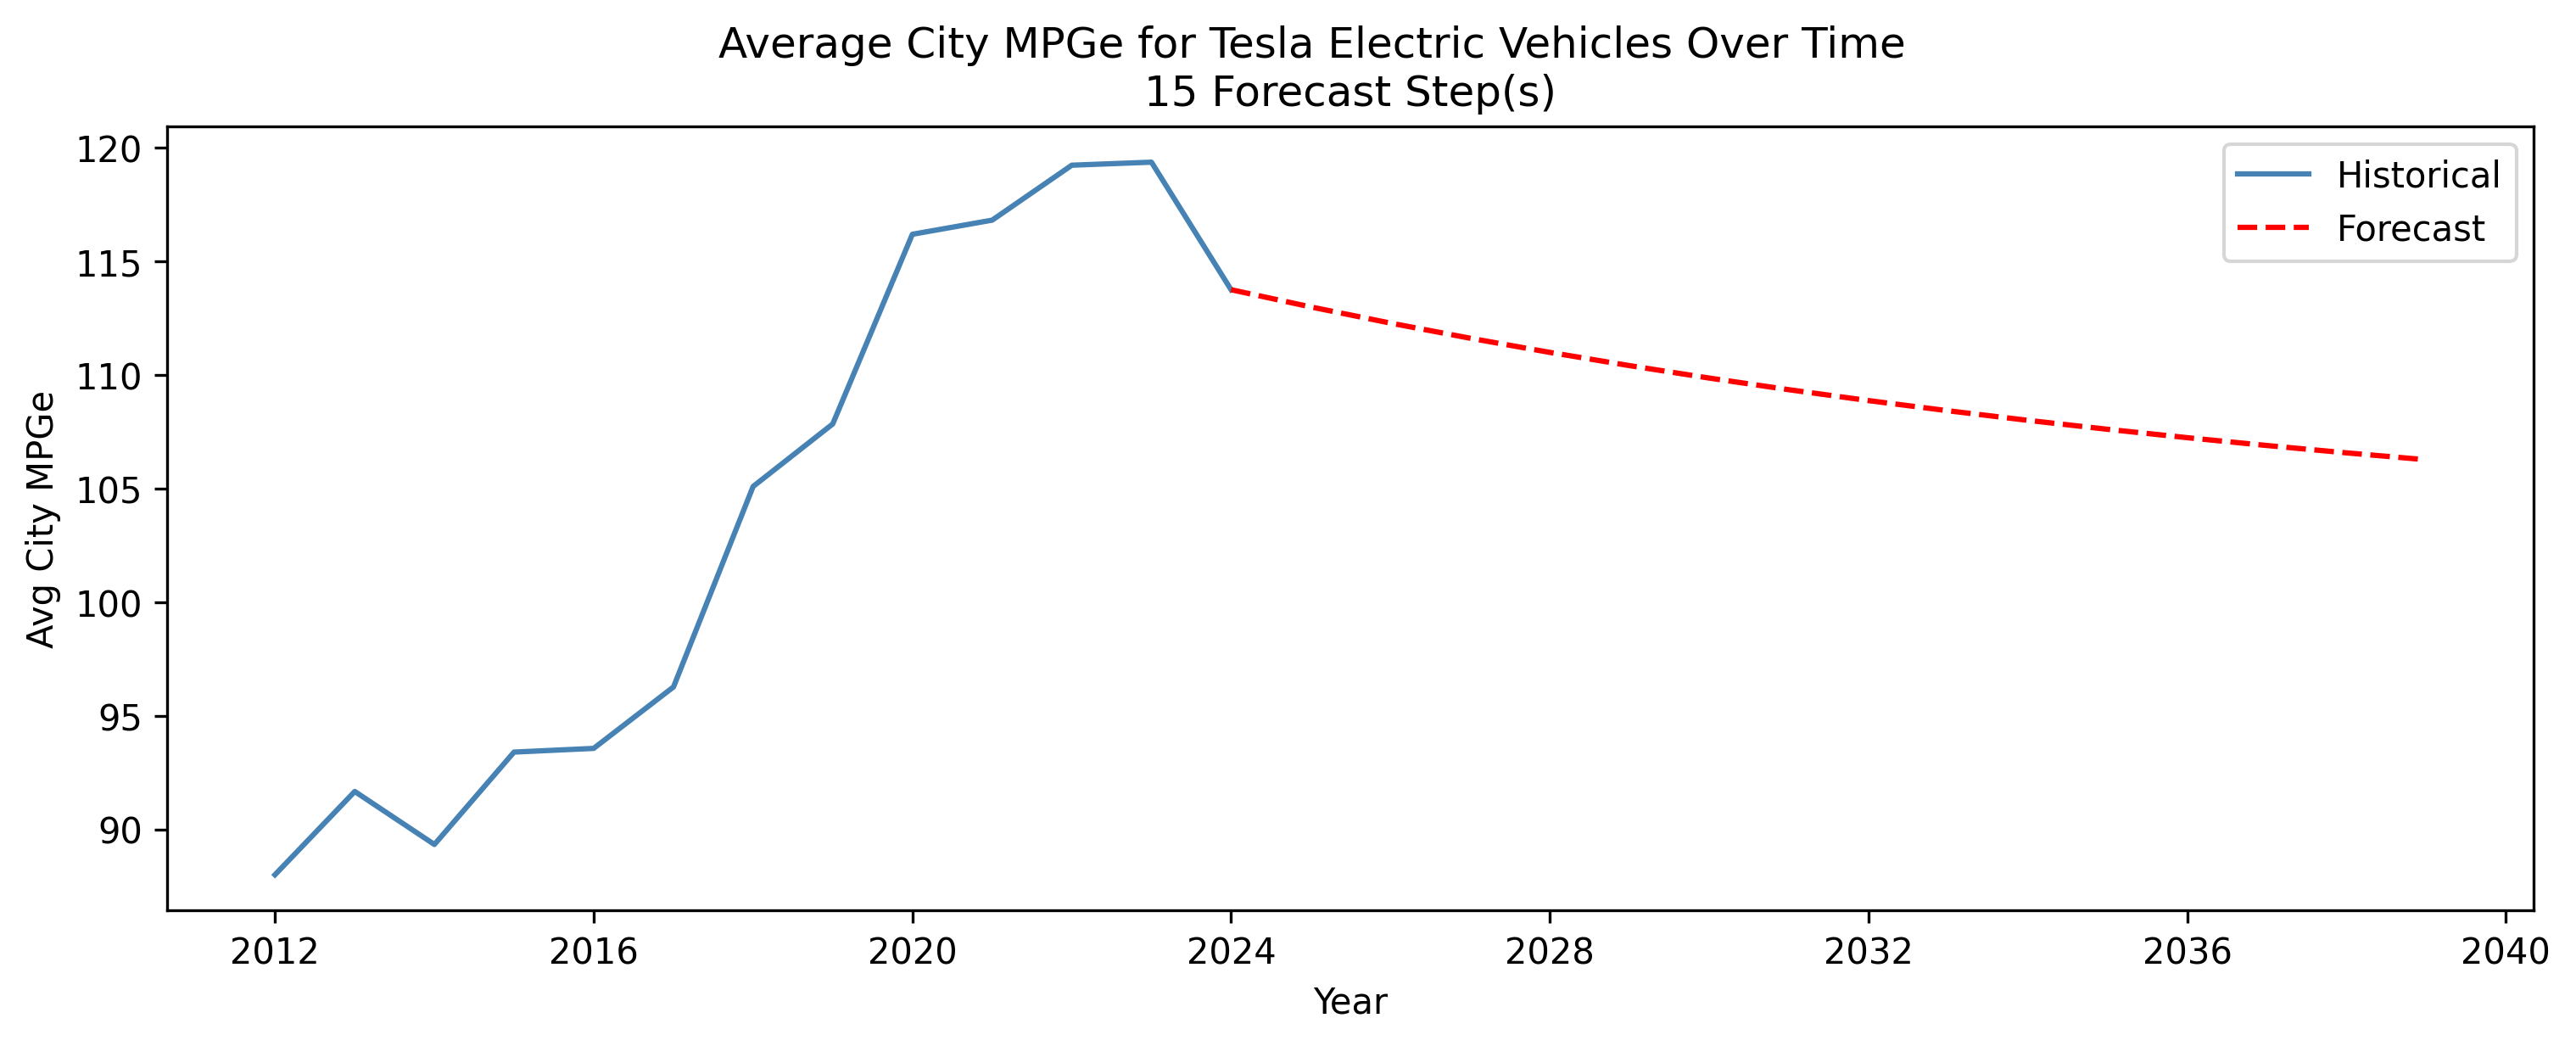 Average City MPGe for Tesla Electric Vehicles Over Time
15 Forecast Step(s)
Historical
Forecast
120
115
110
105
100
95
90
Avg City MPGe
2012 2016 2020 2024 2028 2032 2036 2040
Year